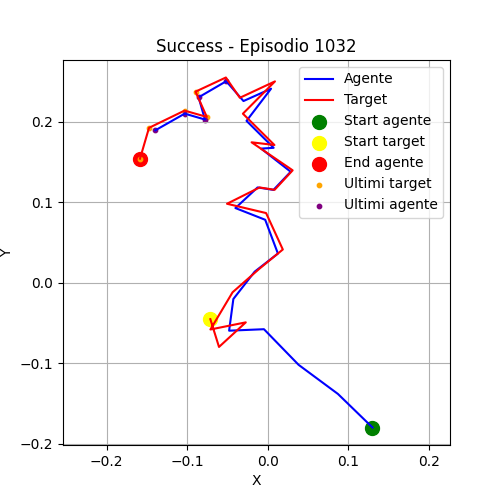 Success - Episodio 1032
Agente
Target
Start agente
Start target
End agente
Ultimi target
Ultimi agente
0.2
0.1
0.0
−0.1
−0.2
Y
−0.2
−0.1
0.0
0.1
0.2
X